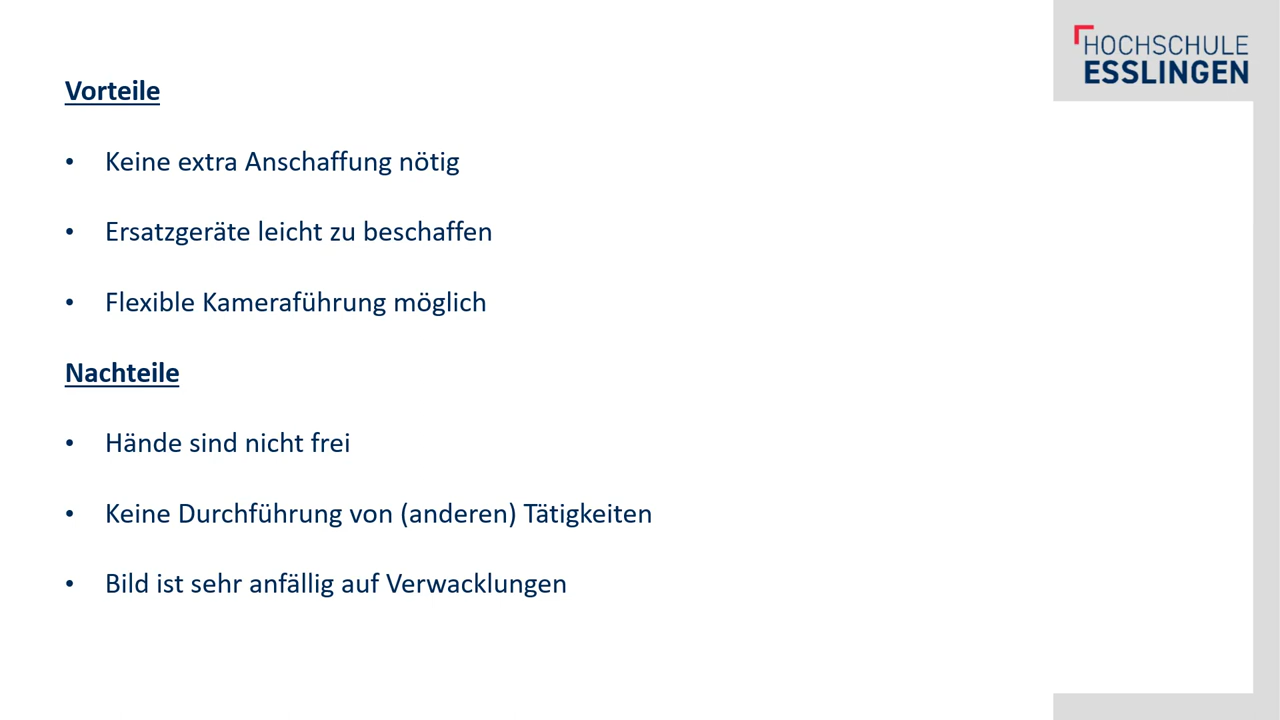 HOCHSCHULE
ESSLINGEN
Vorteile
• Keine extra Anschaffung nötig
• Ersatzgeräte leicht zu beschaffen
• Flexible Kameraführung möglich
Nachteile
• Hände sind nicht frei
• Keine Durchführung von (anderen) Tätigkeiten
• Bild ist sehr anfällig auf Verwacklungen